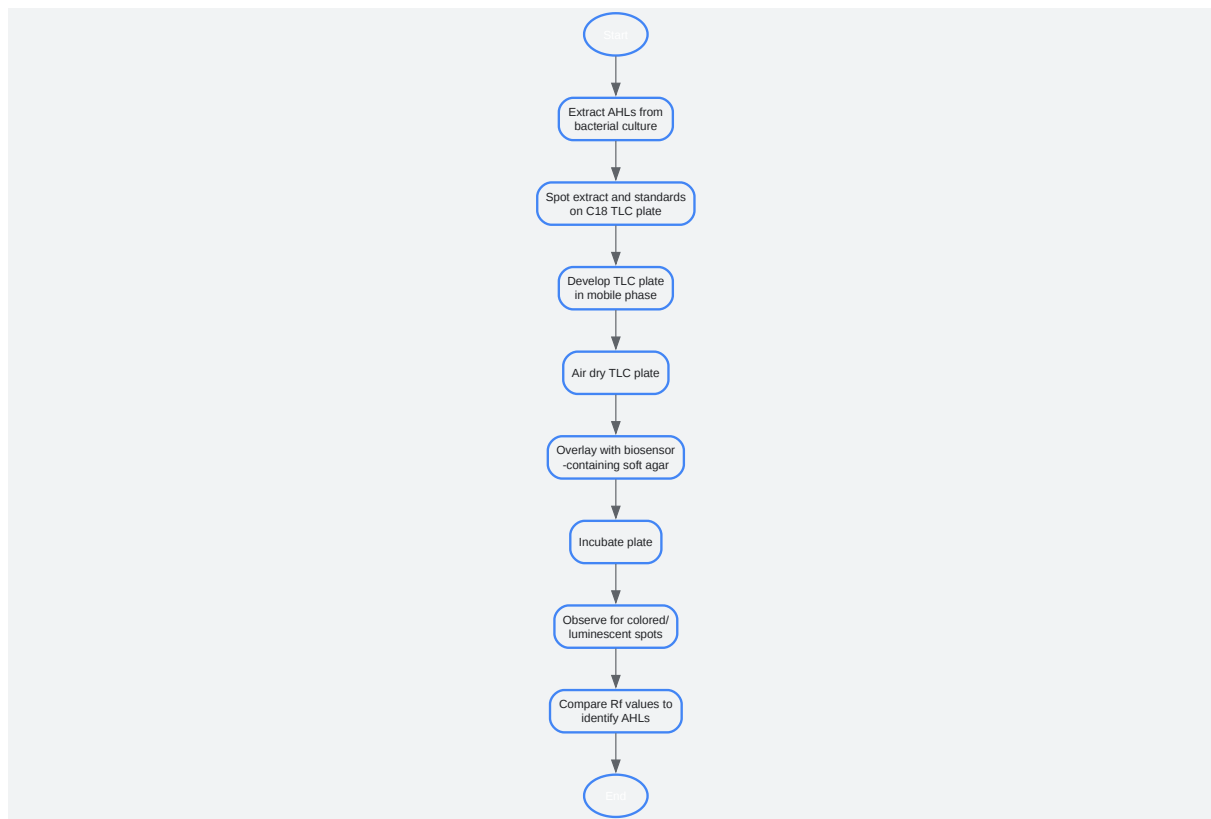 Start
Extract AHLs from
bacterial culture
Spot extract and standards
on C18 TLC plate
Develop TLC plate
in mobile phase
Air dry TLC plate
Overlay with biosensor
-containing soft agar
Incubate plate
Observe for colored/
luminescent spots
Compare Rf values to
identify AHLs
End